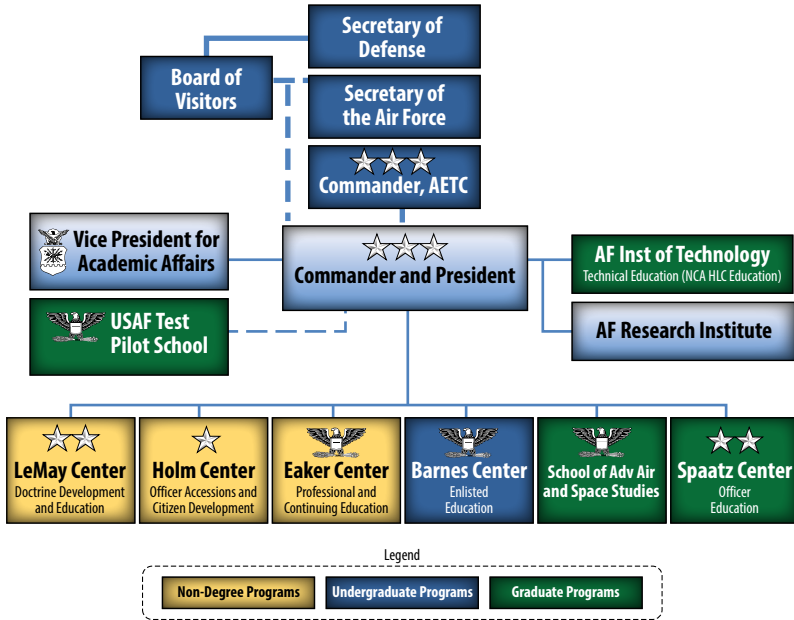 Secretary of
Defense
Board of
Visitors
Secretary of
the Air Force
Commander, AETC
Vice President for
Academic Affairs
Commander and President
AF Inst of Technology
Technical Education (NCA HLC Education)
USAF Test
Pilot School
AF Research Institute
LeMay Center
Doctrine Development
and Education
Holm Center
Officer Accessions and
Citizen Development
Eaker Center
Professional and
Continuing Education
Barnes Center
Enlisted
Education
School of Adv Air
and Space Studies
Spaatz Center
Officer
Education
Legend
Non-Degree Programs
Undergraduate Programs
Graduate Programs